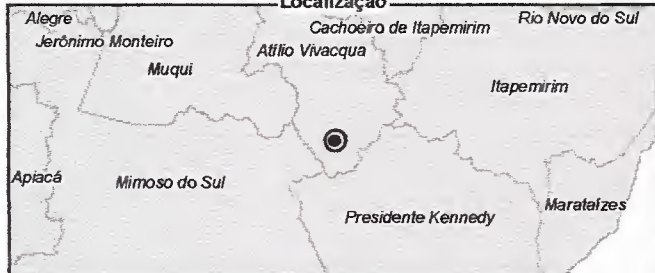 Localização
Alegre
Cachoeiro de Itapemirim
Rio Novo do Sul
Jerônimo Monteiro
Atílio Vivacqua
Muqui
Itapemirim
Apiacá
Mimoso do Sul
Presidente Kennedy
Marataízes